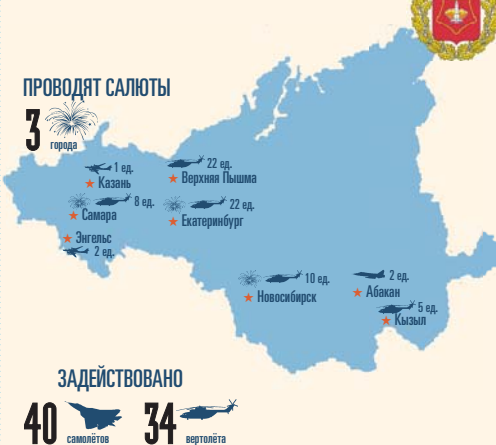 ПРОВОДЯТ САЛЮТЫ
3 города
1 ед.
Казань
22 ед.
Верхняя Пышма
8 ед.
Самара
22 ед.
Екатеринбург
Энгельс
2 ед.
10 ед.
Новосибирск
2 ед.
Абакан
5 ед.
Кызыл
ЗАДЕЙСТВОВАНО
40 самолётов
34 вертолёта